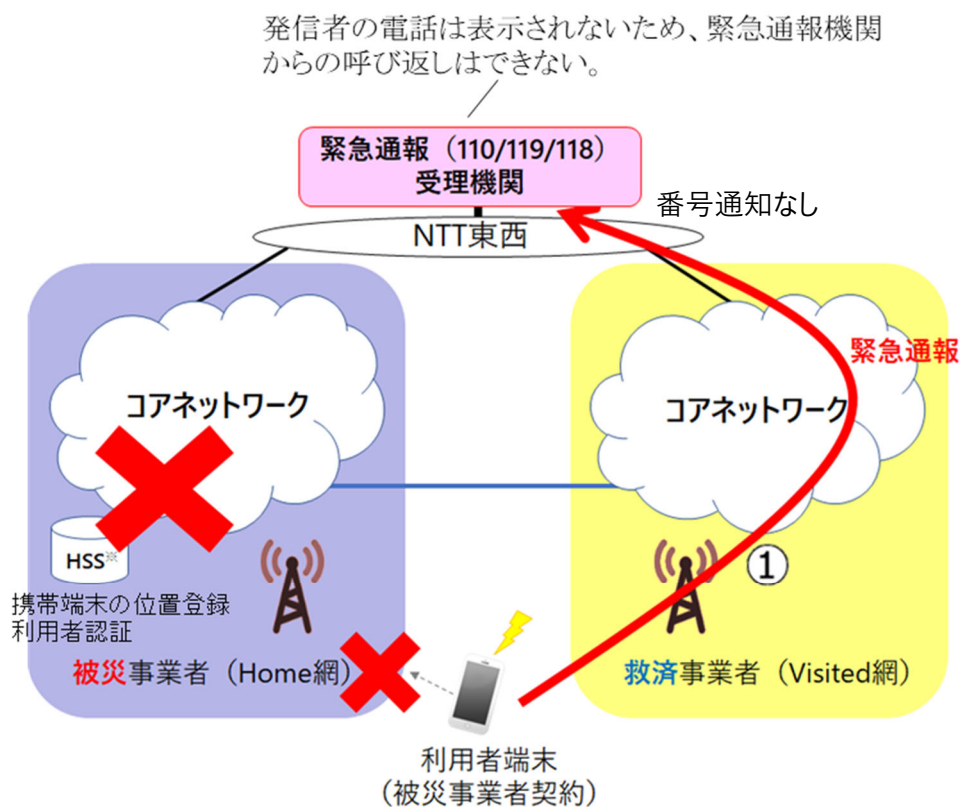 発信者の電話は表示されないため、緊急通報機関
からの呼び返しはできない。
緊急通報（110/119/118）
受理機関
番号通知なし
NTT東西
緊急通報
コアネットワーク
コアネットワーク
HSS※
①
携帯端末の位置登録
利用者認証
被災事業者（Home網）
救済事業者（Visited網）
利用者端末
（被災事業者契約）